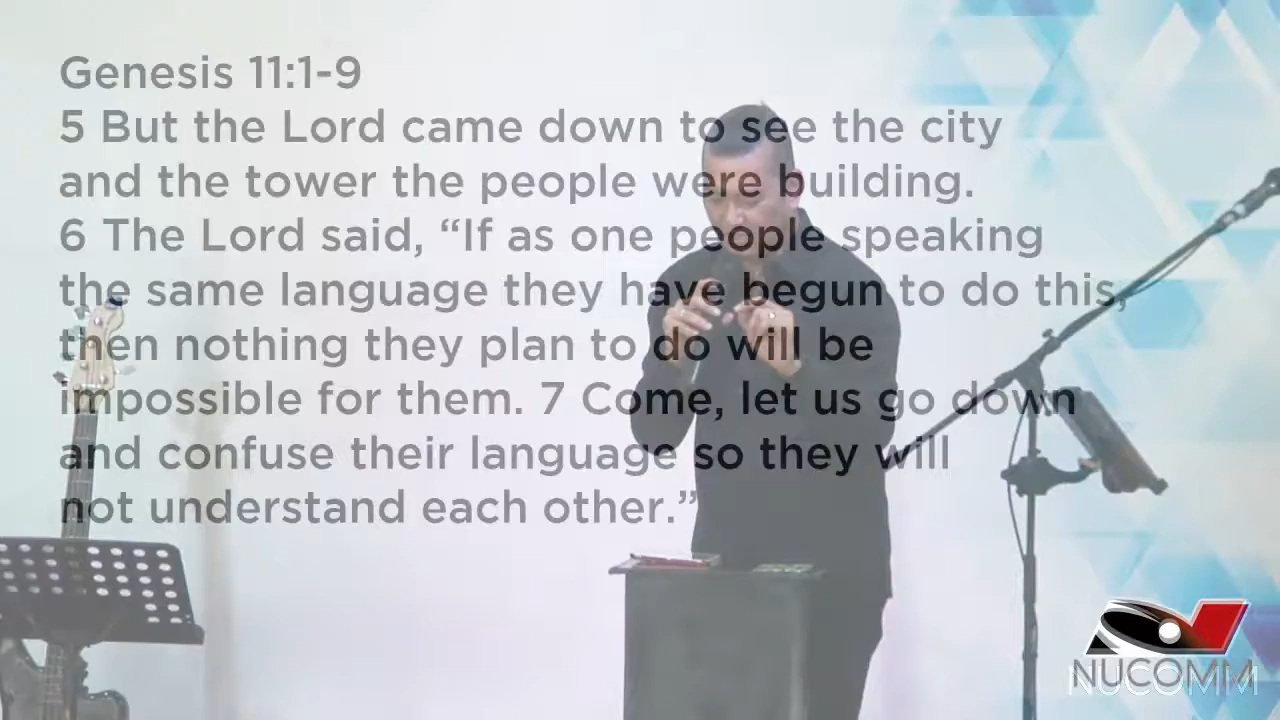 Genesis 11:1-9
5 But the Lord came down to see the city
and the tower the people were building.
6 The Lord said, “If as one people speaking
the same language they have begun to do this,
then nothing they plan to do will be
impossible for them. 7 Come, let us go down
and confuse their language so they will
not understand each other.”
NUCOMM